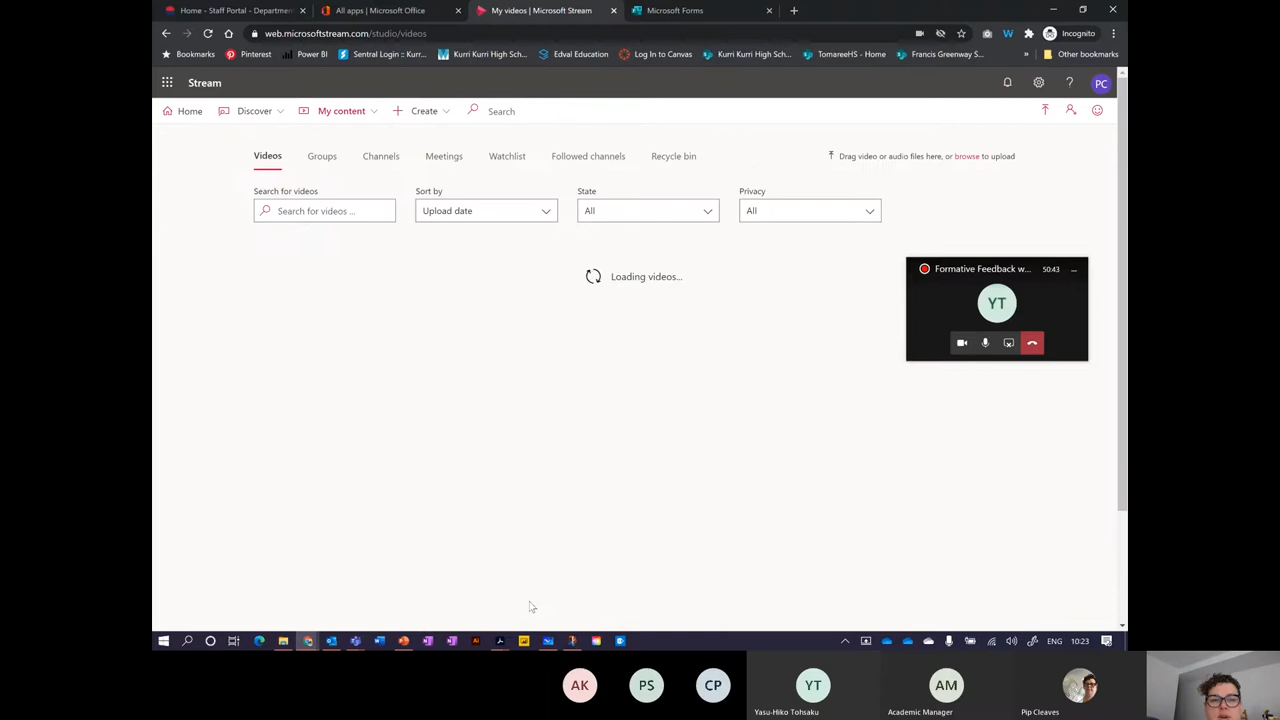 Home - Staff Portal - Departmen
All apps | Microsoft Office
My videos | Microsoft Stream
Microsoft Forms
web.microsoftstream.com/studio/videos
Incognito
Bookmarks
Pinterest
Power BI
Sentral Login :: Kurr...
Kurri Kurri High Sch...
Edval Education
Log In to Canvas
Kurri Kurri High Sch...
TomareeHS - Home
Francis Greenway S...
»
Other bookmarks
Stream
PC
Home
Discover
My content
Create
Search
Videos
Groups
Channels
Meetings
Watchlist
Followed channels
Recycle bin
Drag video or audio files here, or browse to upload
Search for videos
Sort by
State
Privacy
Search for videos ...
Upload date
All
All
Loading videos...
Formative Feedback w...
50:43
YT
ENG
10:23
AK
PS
CP
YT
AM
Yasu-Hiko Tohsaku
Academic Manager
Pip Cleaves